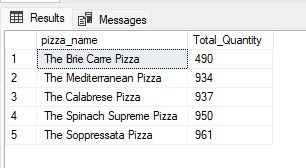 Results Messages
pizza_name Total_Quantity
1 The Brie Carre Pizza 490
2 The Mediterranean Pizza 934
3 The Calabrese Pizza 937
4 The Spinach Supreme Pizza 950
5 The Soppressata Pizza 961